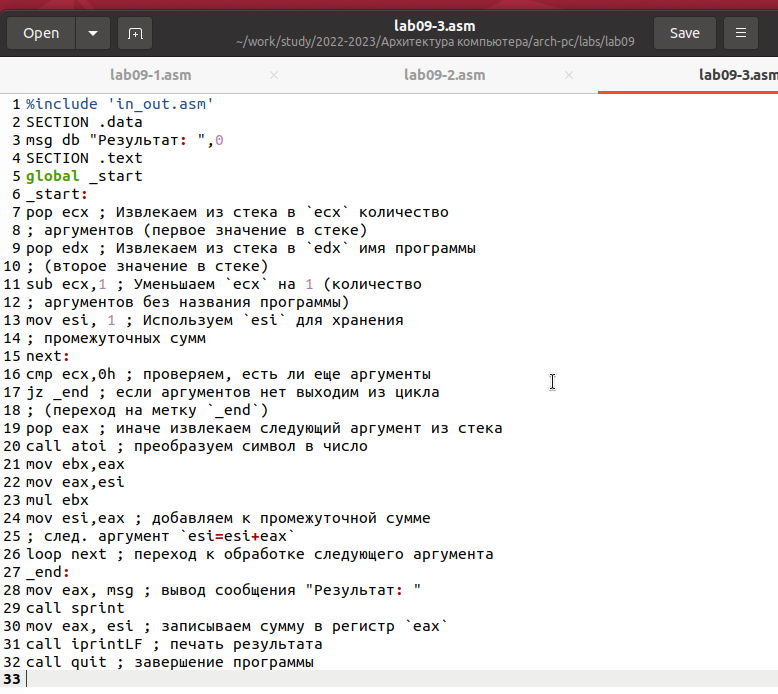 Open
lab09-3.asm
~/work/study/2022-2023/Архитектура компьютера/arch-pc/labs/lab09
Save
lab09-1.asm
lab09-2.asm
lab09-3.asm
1 %include 'in_out.asm'
2 SECTION .data
3 msg db "Результат: ",0
4 SECTION .text
5 global _start
6 _start:
7 pop ecx ; Извлекаем из стека в `ecx` количество
8 ; аргументов (первое значение в стеке)
9 pop edx ; Извлекаем из стека в `edx` имя программы
10 ; (второе значение в стеке)
11 sub ecx,1 ; Уменьшаем `ecx` на 1 (количество
12 ; аргументов без названия программы)
13 mov esi, 1 ; Используем `esi` для хранения
14 ; промежуточных сумм
15 next:
16 cmp ecx,0h ; проверяем, есть ли еще аргументы
17 jz _end ; если аргументов нет выходим из цикла
18 ; (переход на метку `_end`)
19 pop eax ; иначе извлекаем следующий аргумент из стека
20 call atoi ; преобразуем символ в число
21 mov ebx,eax
22 mov eax,esi
23 mul ebx
24 mov esi,eax ; добавляем к промежуточной сумме
25 ; след. аргумент `esi=esi+eax`
26 loop next ; переход к обработке следующего аргумента
27 _end:
28 mov eax, msg ; вывод сообщения "Результат: "
29 call sprint
30 mov eax, esi ; записываем сумму в регистр `eax`
31 call iprintLF ; печать результата
32 call quit ; завершение программы
33